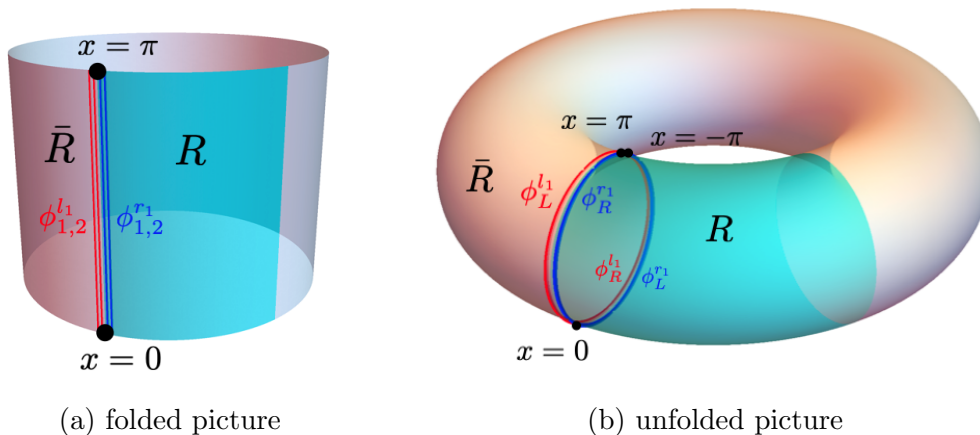 x = π
R̄
R
ϕ^{l_1}_{1,2}
ϕ^{r_1}_{1,2}
x = 0
(a) folded picture
x = π
x = −π
R̄
ϕ^{l_1}_L
ϕ^{r_1}_R
R
ϕ^{l_1}_R
ϕ^{r_1}_L
x = 0
(b) unfolded picture